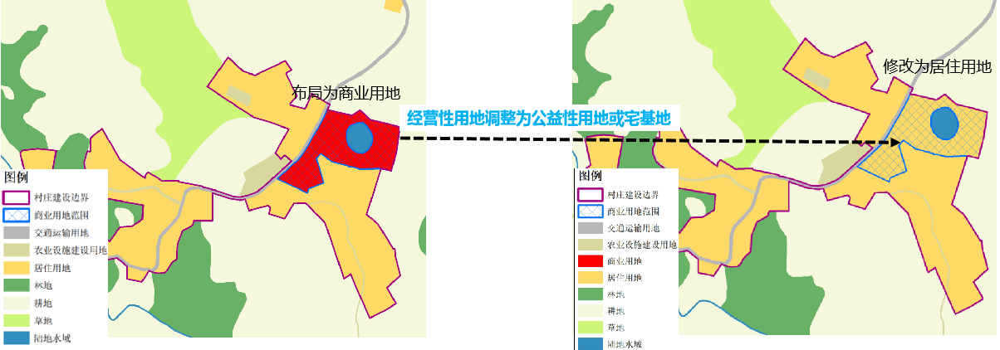 布局为商业用地
修改为居住用地
经营性用地调整为公益性用地或宅基地
图例
村庄建设边界
商业用地范围
交通运输用地
农业设施建设用地
居住用地
林地
耕地
草地
陆地水域
图例
村庄建设边界
商业用地范围
交通运输用地
农业设施建设用地
商业用地
居住用地
林地
耕地
草地
陆地水域